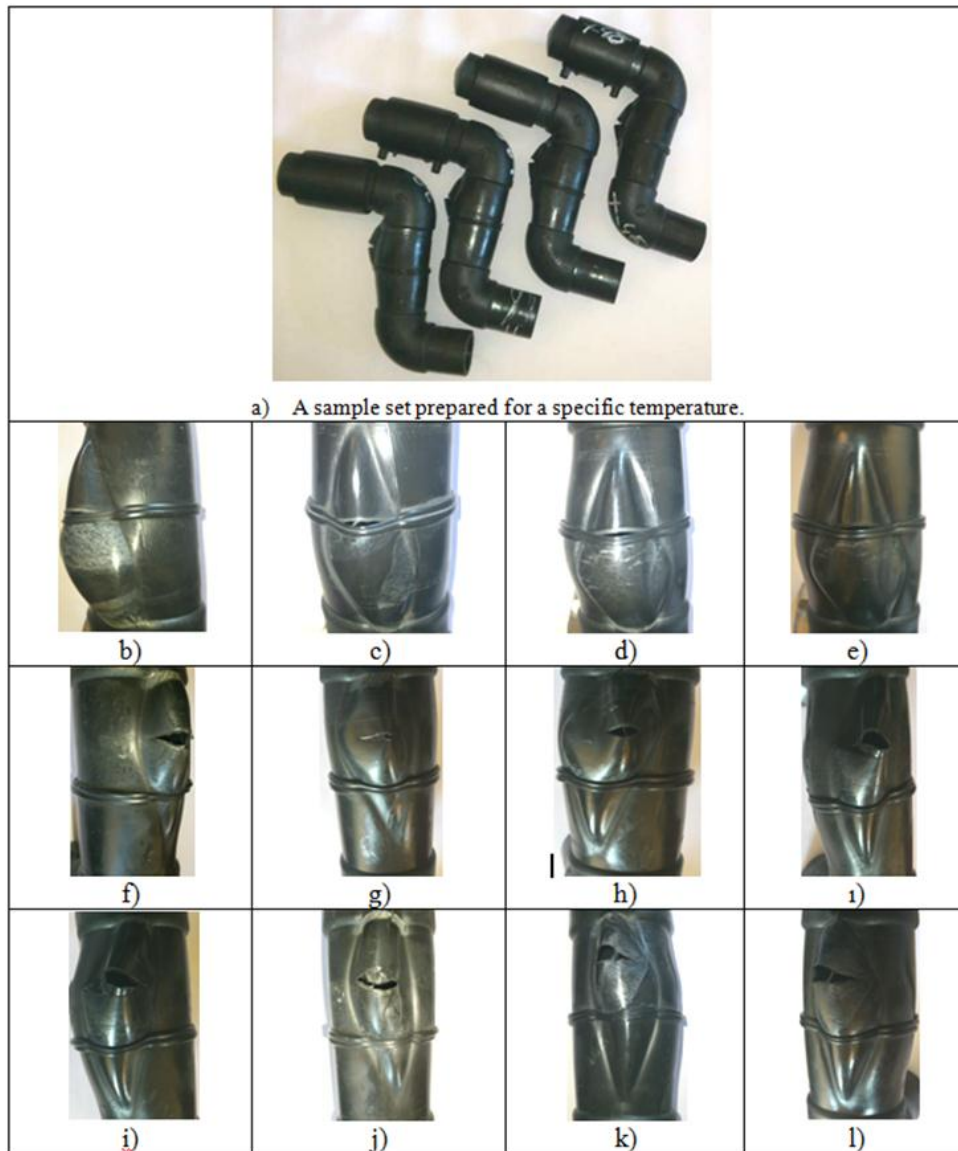 a) A sample set prepared for a specific temperature.
b) c) d) e)
f) g) h) ı)
i) j) k) l)